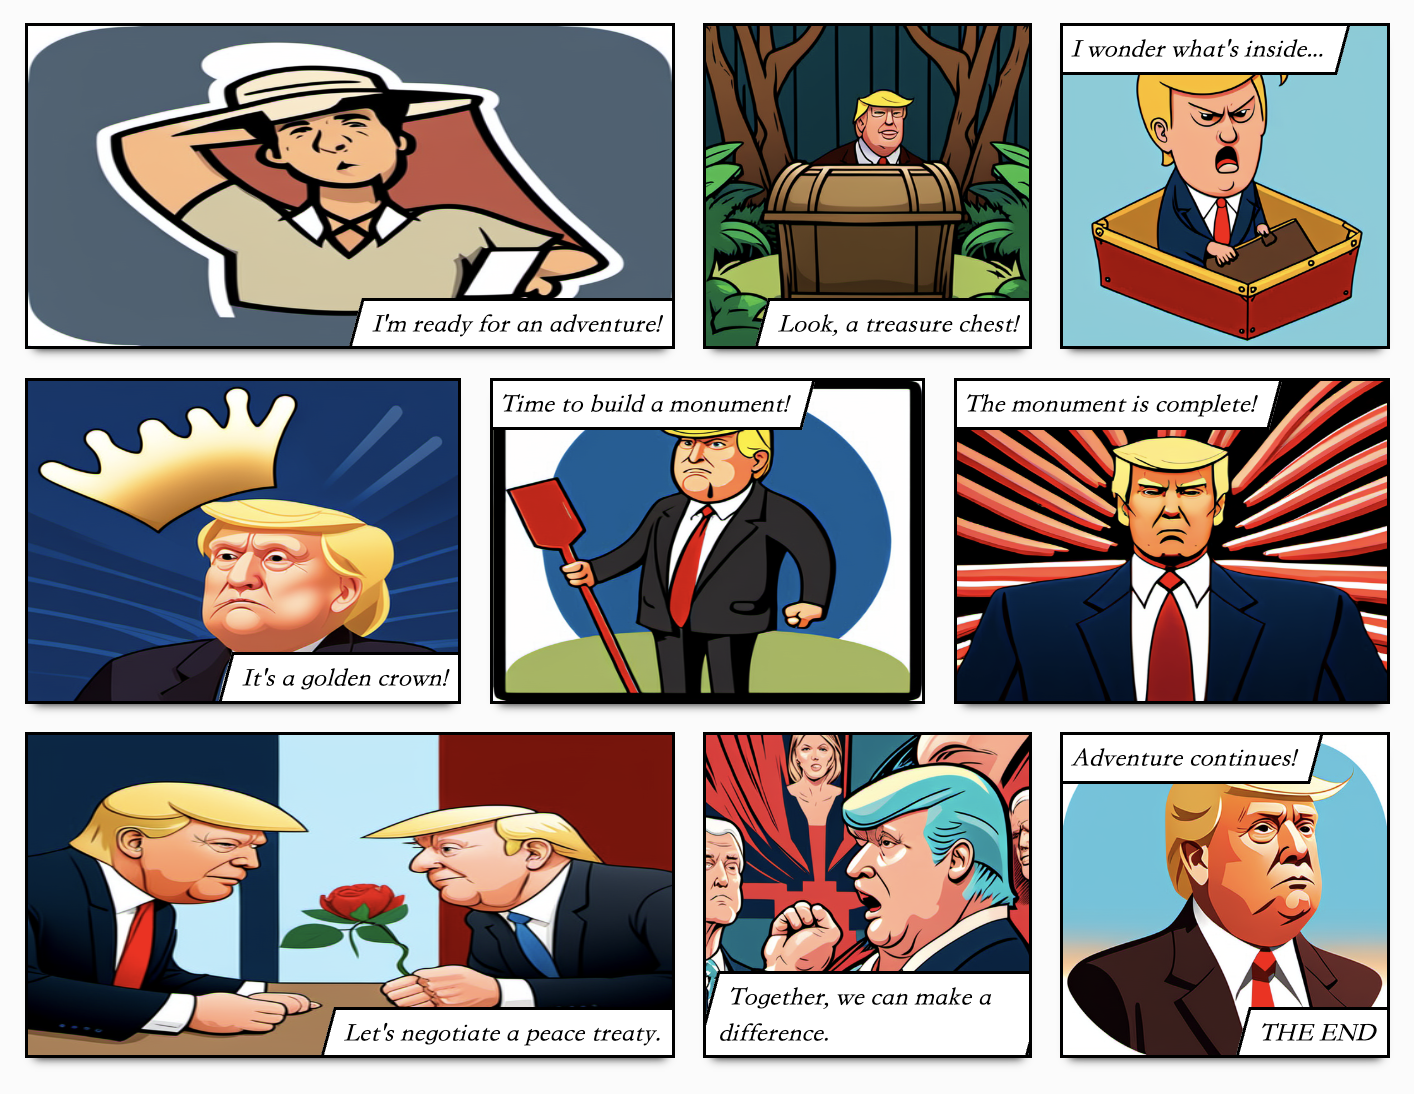 I'm ready for an adventure!
Look, a treasure chest!
I wonder what's inside...
It's a golden crown!
Time to build a monument!
The monument is complete!
Let's negotiate a peace treaty.
Together, we can make a
difference.
Adventure continues!
THE END